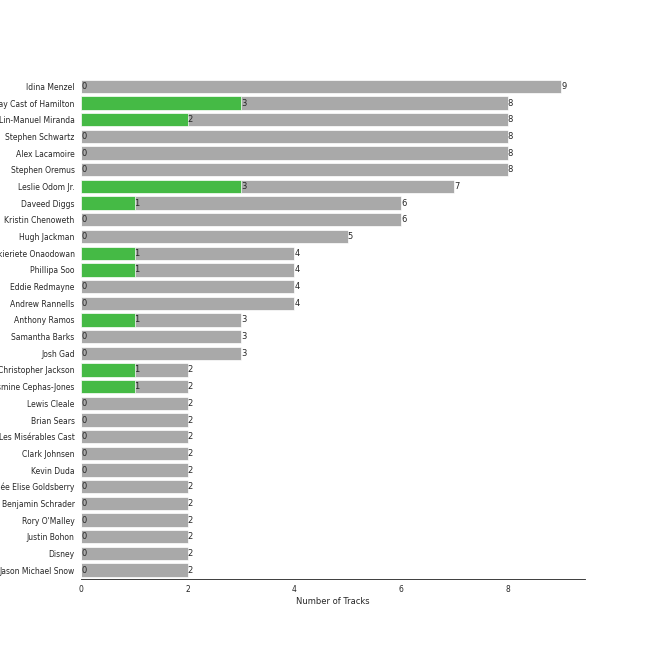 Idina Menzel 0 9
ay Cast of Hamilton 3 8
Lin-Manuel Miranda 2 8
Stephen Schwartz 0 8
Alex Lacamoire 0 8
Stephen Oremus 0 8
Leslie Odom Jr. 3 7
Daveed Diggs 1 6
Kristin Chenoweth 0 6
Hugh Jackman 0 5
kieriete Onaodowan 1 4
Phillipa Soo 1 4
Eddie Redmayne 0 4
Andrew Rannells 0 4
Anthony Ramos 1 3
Samantha Barks 0 3
Josh Gad 0 3
Christopher Jackson 1 2
smine Cephas-Jones 1 2
Lewis Cleale 0 2
Brian Sears 0 2
Les Misérables Cast 0 2
Clark Johnsen 0 2
Kevin Duda 0 2
ée Elise Goldsberry 0 2
Benjamin Schrader 0 2
Rory O'Malley 0 2
Justin Bohon 0 2
Disney 0 2
Jason Michael Snow 0 2
0 2 4 6 8
Number of Tracks